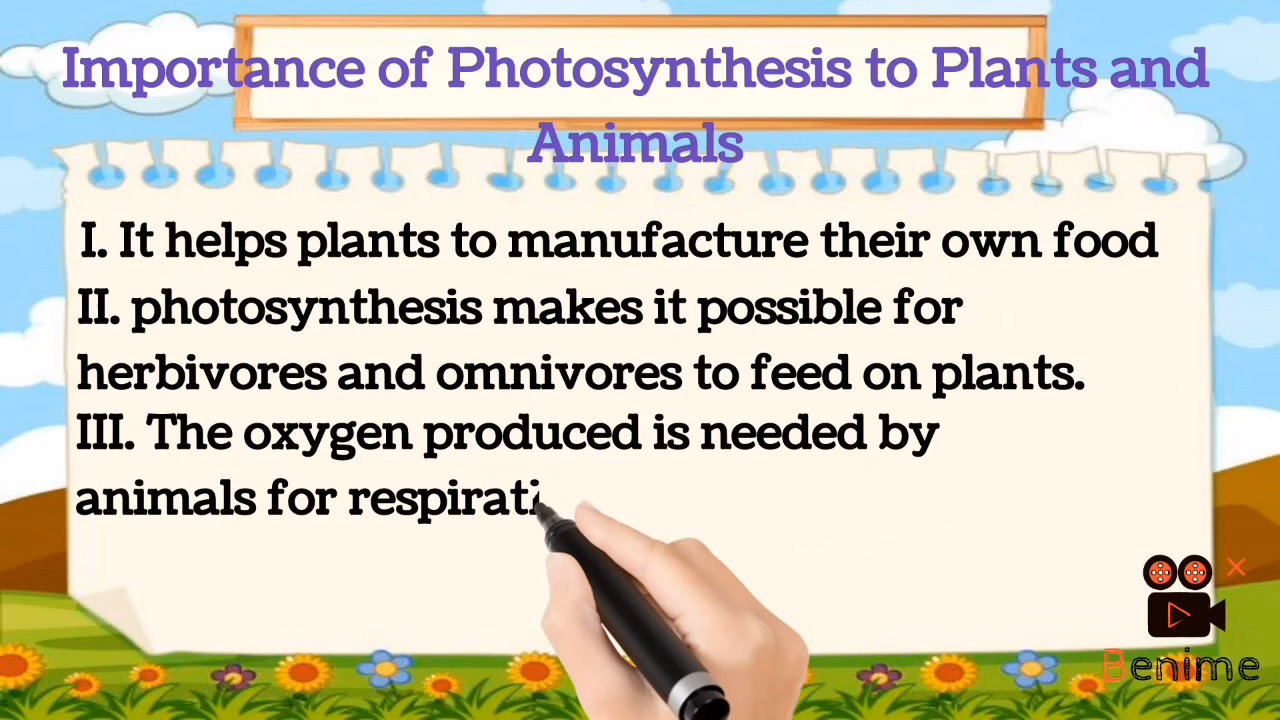 Importance of Photosynthesis to Plants and
Animals
I. It helps plants to manufacture their own food
II. photosynthesis makes it possible for
herbivores and omnivores to feed on plants.
III. The oxygen produced is needed by
animals for respirati
Benime